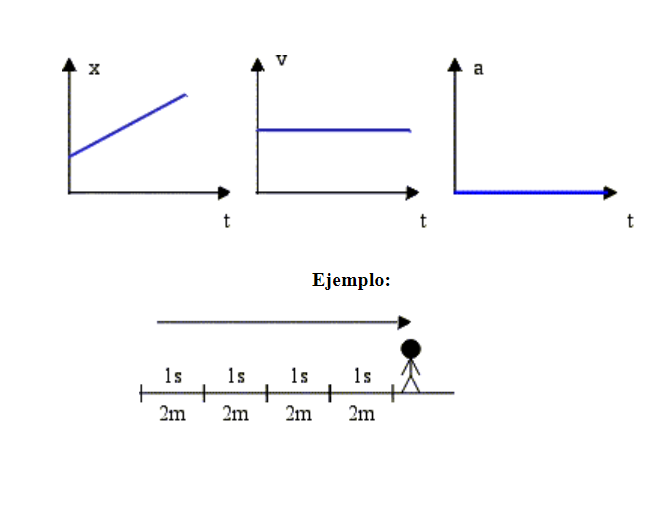 x v a
t t t
Ejemplo:
1s 1s 1s 1s
2m 2m 2m 2m